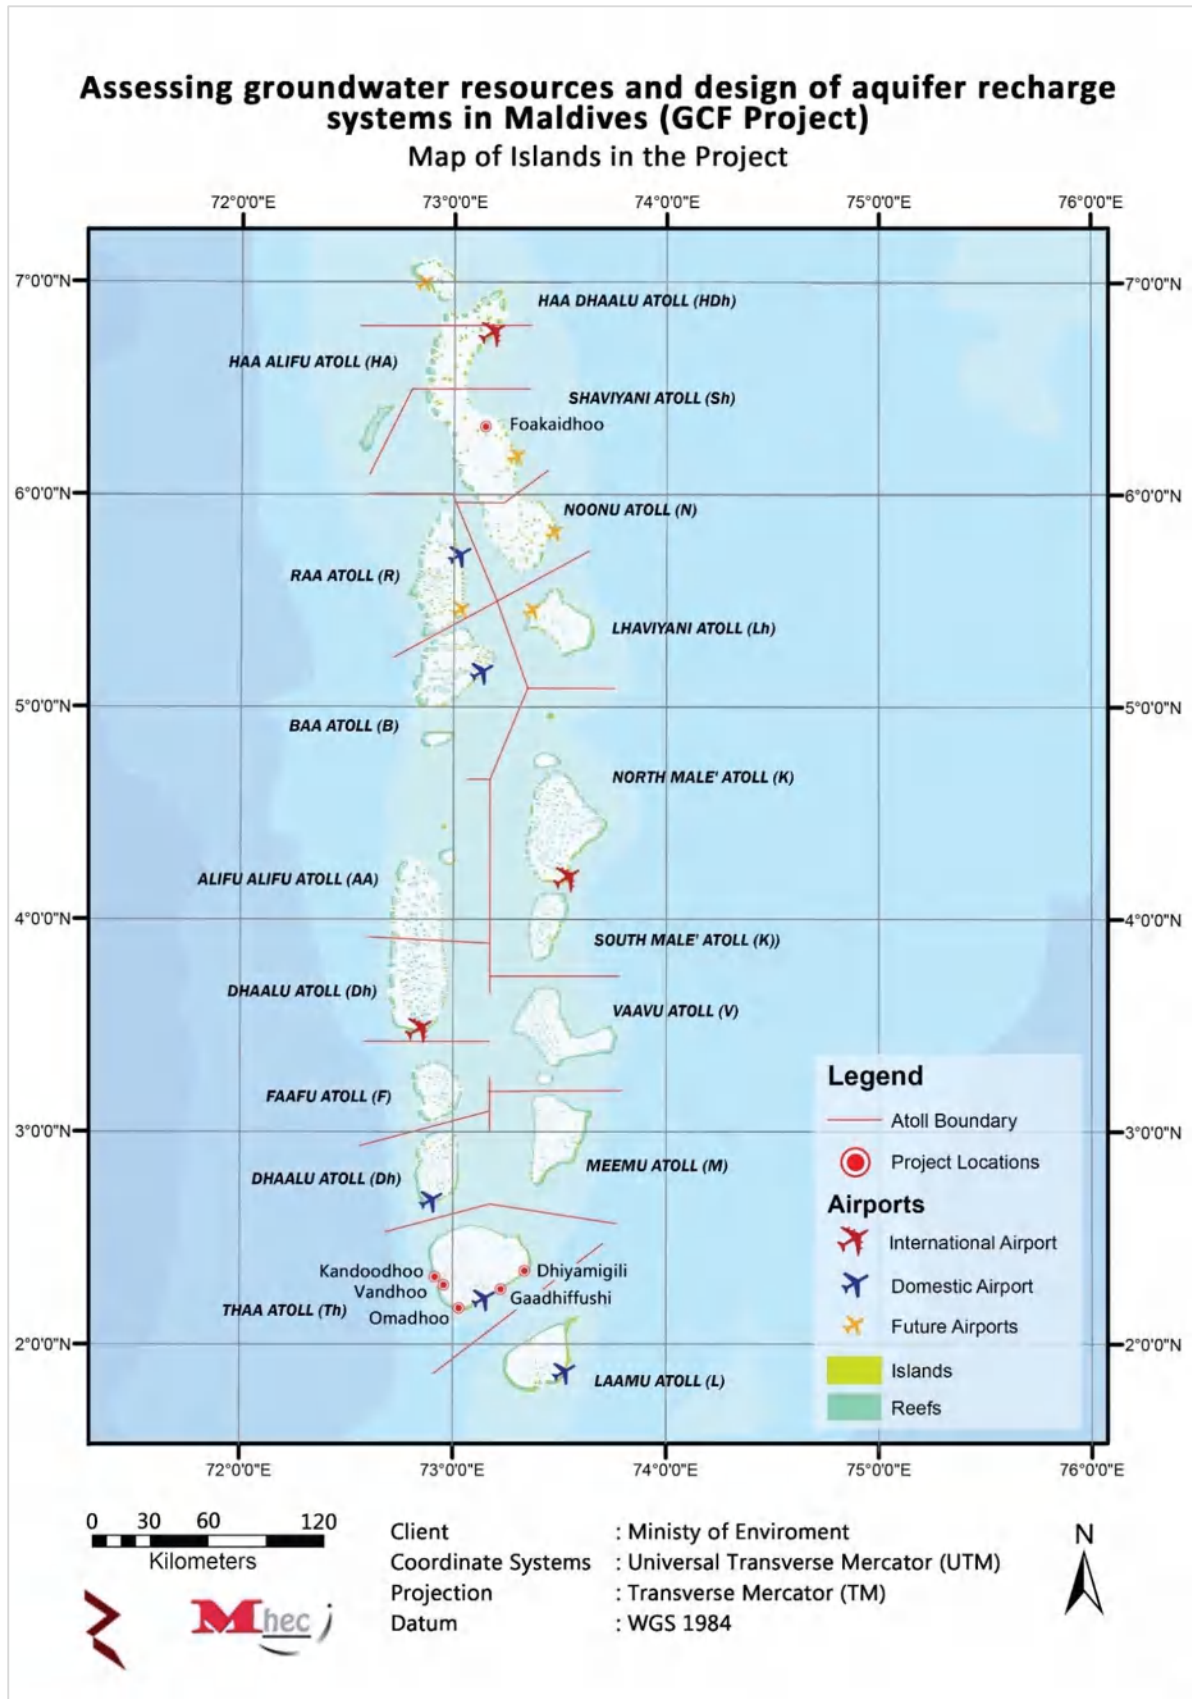 Assessing groundwater resources and design of aquifer recharge
systems in Maldives (GCF Project)
Map of Islands in the Project
72°0'0"E 73°0'0"E 74°0'0"E 75°0'0"E 76°0'0"E
7°0'0"N 7°0'0"N
HAA DHAALU ATOLL (HDh)
HAA ALIFU ATOLL (HA)
SHAVIYANI ATOLL (Sh)
Foakaidhoo
6°0'0"N 6°0'0"N
NOONU ATOLL (N)
RAA ATOLL (R)
LHAVIYANI ATOLL (Lh)
5°0'0"N 5°0'0"N
BAA ATOLL (B)
NORTH MALE' ATOLL (K)
ALIFU ALIFU ATOLL (AA)
4°0'0"N 4°0'0"N
SOUTH MALE' ATOLL (K))
DHAALU ATOLL (Dh)
VAAVU ATOLL (V)
FAAFU ATOLL (F)
3°0'0"N 3°0'0"N
MEEMU ATOLL (M)
DHAALU ATOLL (Dh)
Kandoodhoo Dhiyamigili
Vandhoo Gaadhiffushi
THAA ATOLL (Th) Omadhoo
2°0'0"N 2°0'0"N
LAAMU ATOLL (L)
Legend
Atoll Boundary
Project Locations
Airports
International Airport
Domestic Airport
Future Airports
Islands
Reefs
72°0'0"E 73°0'0"E 74°0'0"E 75°0'0"E 76°0'0"E
0 30 60 120
Kilometers
Client : Ministy of Enviroment
Coordinate Systems : Universal Transverse Mercator (UTM)
Projection : Transverse Mercator (TM)
Datum : WGS 1984
N
Mhec